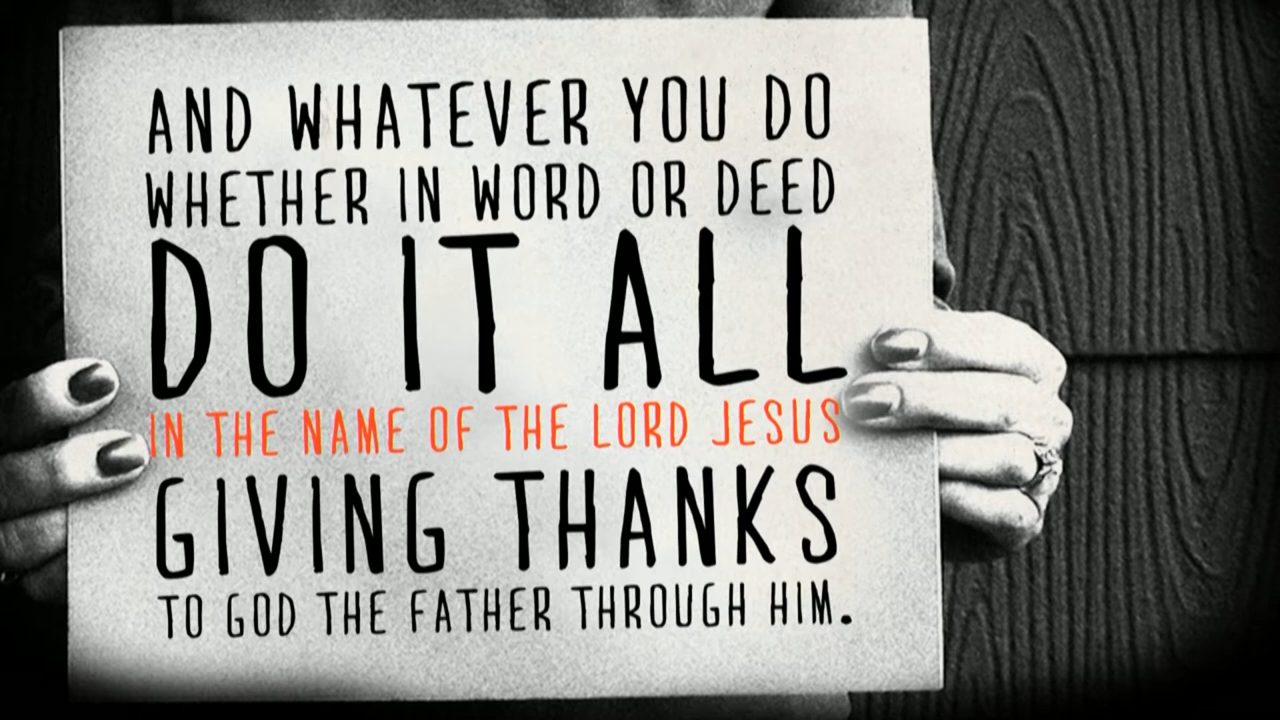 AND WHATEVER YOU DO
WHETHER IN WORD OR DEED
DO IT ALL
IN THE NAME OF THE LORD JESUS
GIVING THANKS
TO GOD THE FATHER THROUGH HIM.